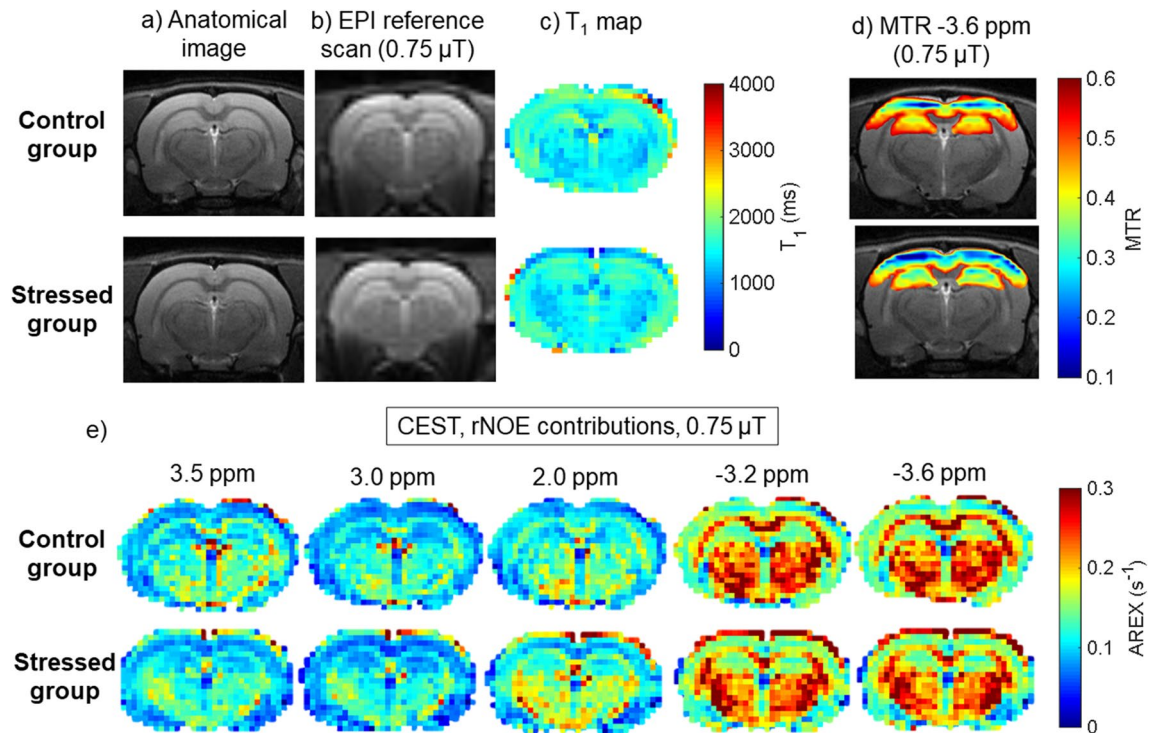 a) Anatomical
image
b) EPI reference
scan (0.75 µT)
c) T₁ map
d) MTR -3.6 ppm
(0.75 µT)
Control
group
Stressed
group
4000
3000
2000
1000
0
T₁ (ms)
0.6
0.5
0.4
0.3
0.2
0.1
MTR
e)
CEST, rNOE contributions, 0.75 µT
3.5 ppm
3.0 ppm
2.0 ppm
-3.2 ppm
-3.6 ppm
Control
group
Stressed
group
0.3
0.2
0.1
0
AREX (s⁻¹)